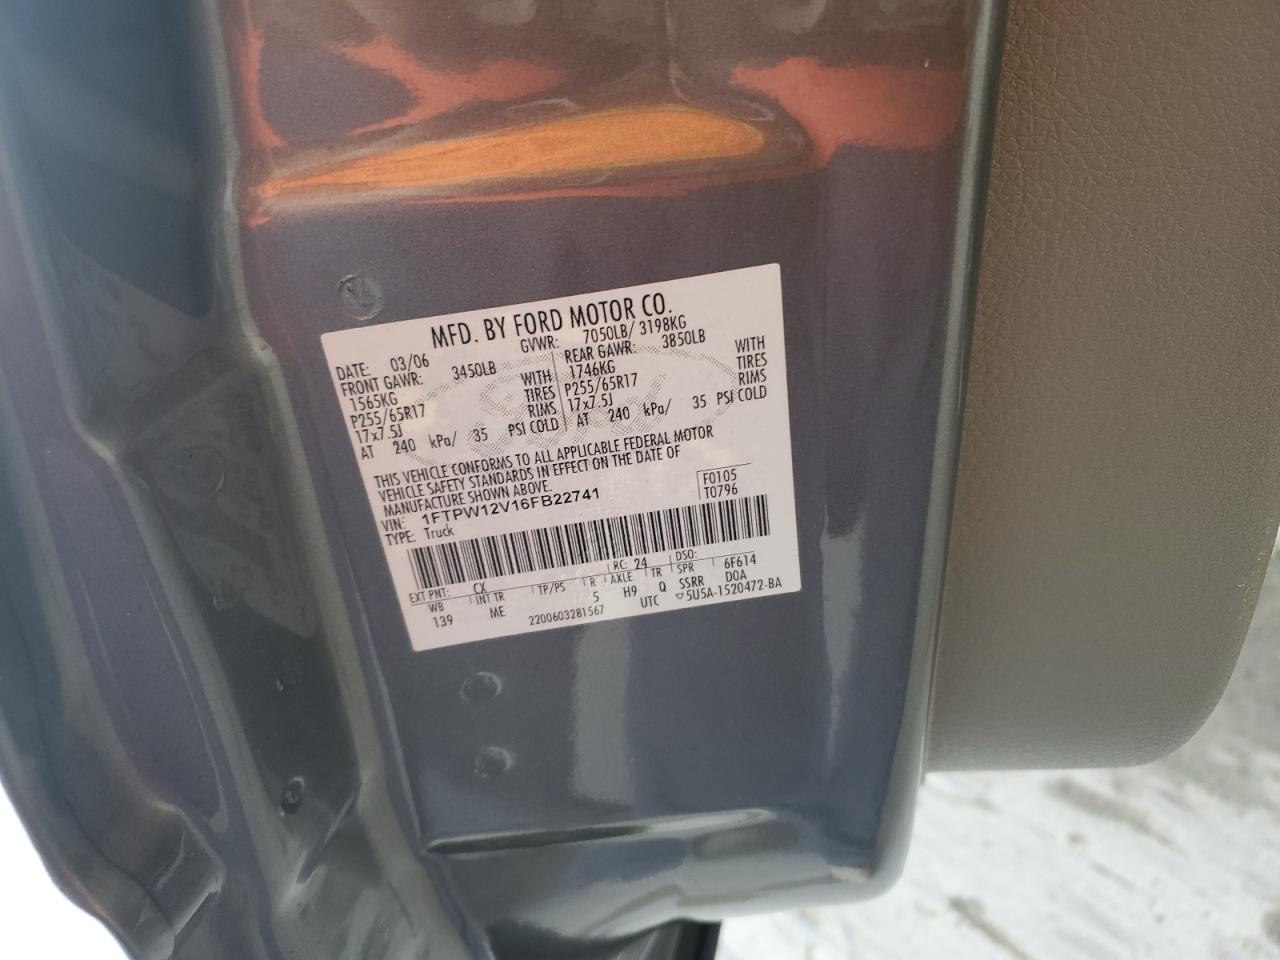 MFD. BY FORD MOTOR CO.
DATE: 03/06 GVWR: 7050LB/ 3198KG
FRONT GAWR: 3450LB REAR GAWR: 3850LB
1565KG WITH 1746KG WITH
P255/65R17 TIRES P255/65R17 TIRES
17x7.5J RIMS 17x7.5J RIMS
AT 240 kPa/ 35 PSI COLD AT 240 kPa/ 35 PSI COLD
THIS VEHICLE CONFORMS TO ALL APPLICABLE FEDERAL MOTOR
VEHICLE SAFETY STANDARDS IN EFFECT ON THE DATE OF
MANUFACTURE SHOWN ABOVE.
VIN: 1FTPW12V16FB22741 F0105
TYPE: Truck T0796
EXT PNT: CX RC: 24 DSO:
WB INT TR TP/PS R AXLE TR SPR 6F614
139 ME 5 H9 Q SSRR DOA
2200603281567 UTC ▽5U5A-1520472-BA